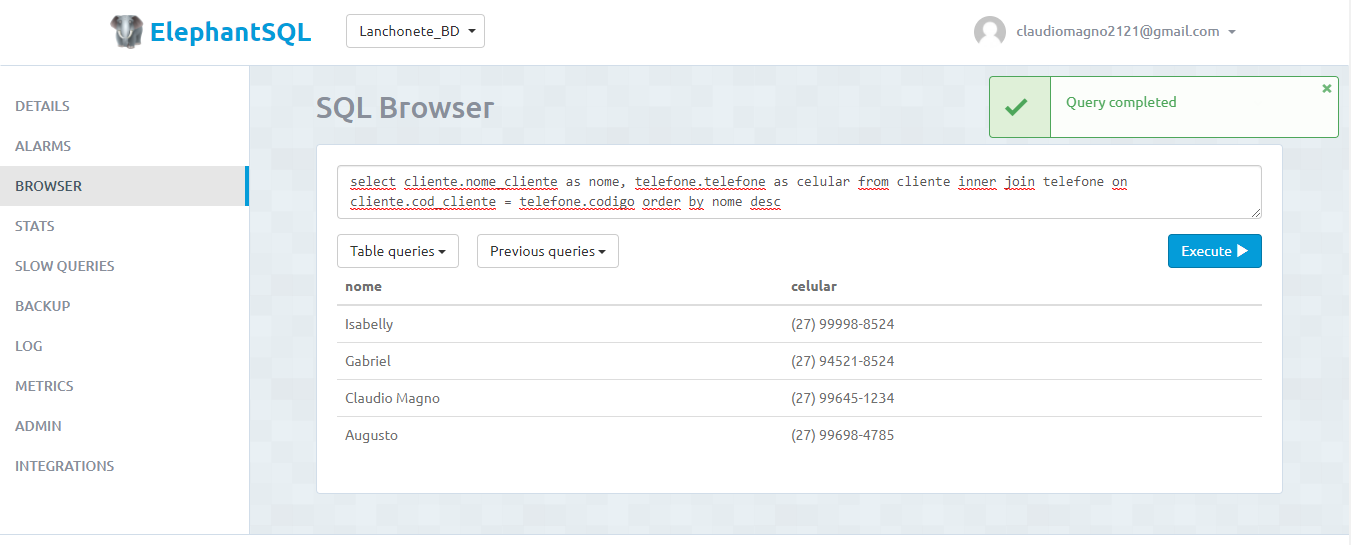 ElephantSQL
Lanchonete_BD
claudiomagno2121@gmail.com
DETAILS
ALARMS
BROWSER
STATS
SLOW QUERIES
BACKUP
LOG
METRICS
ADMIN
INTEGRATIONS
SQL Browser
Query completed
select cliente.nome_cliente as nome, telefone.telefone as celular from cliente inner join telefone on
cliente.cod_cliente = telefone.codigo order by nome desc
Table queries
Previous queries
Execute
nome celular
Isabelly (27) 99998-8524
Gabriel (27) 94521-8524
Claudio Magno (27) 99645-1234
Augusto (27) 99698-4785